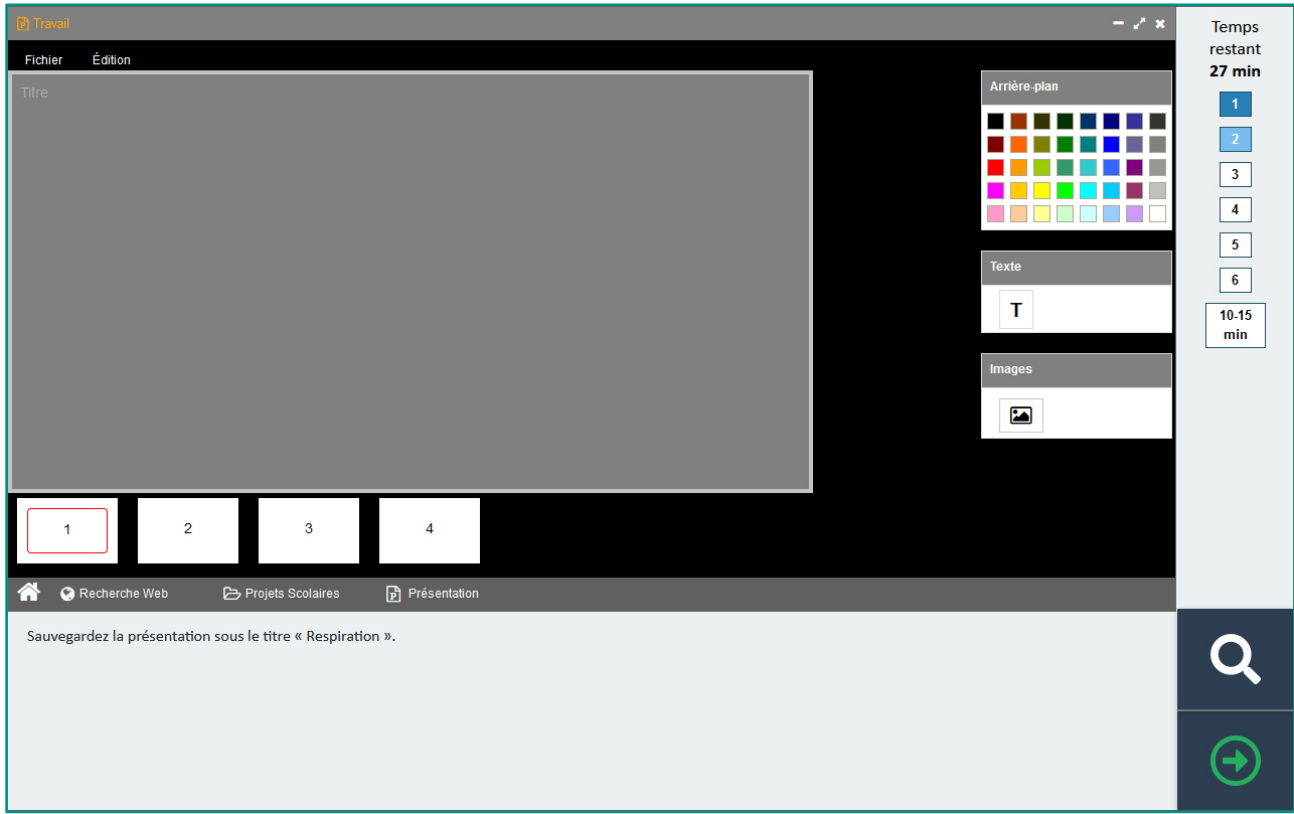 Travail
Fichier Édition
Titre
Arrière-plan
Texte
T
Images
1 2 3 4
Recherche Web Projets Scolaires Présentation
Sauvegardez la présentation sous le titre « Respiration ».
Temps
restant
27 min
1
2
3
4
5
6
10-15
min